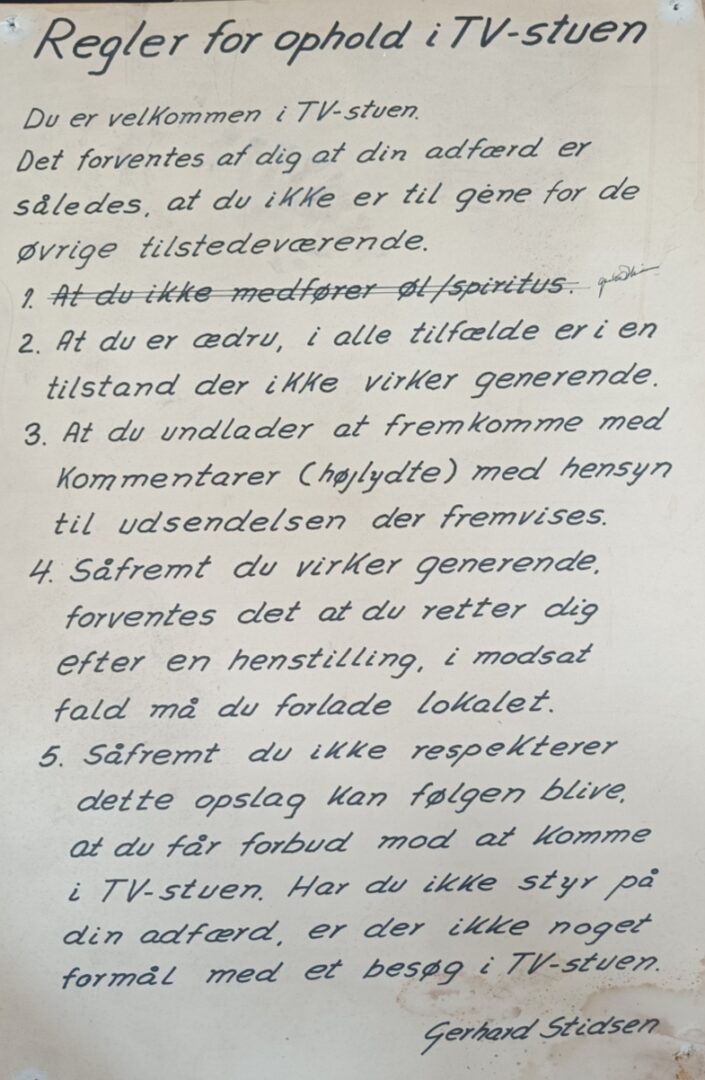 Regler for ophold i TV-stuen
Du er velkommen i TV-stuen.
Det forventes af dig at din adfærd er
således, at du ikke er til gène for de
øvrige tilstedeværende.
1. At du ikke medfører øl/spiritus.
2. At du er ædru, i alle tilfælde er i en
tilstand der ikke virker generende.
3. At du undlader at fremkomme med
kommentarer (højlydte) med hensyn
til udsendelsen der fremvises.
4. Såfremt du virker generende,
forventes det at du retter dig
efter en henstilling, i modsat
fald må du forlade lokalet.
5. Såfremt du ikke respekterer
dette opslag kan følgen blive,
at du får forbud mod at komme
i TV-stuen. Har du ikke styr på
din adfærd, er der ikke noget
formål med et besøg i TV-stuen.
Gerhard Stidsen